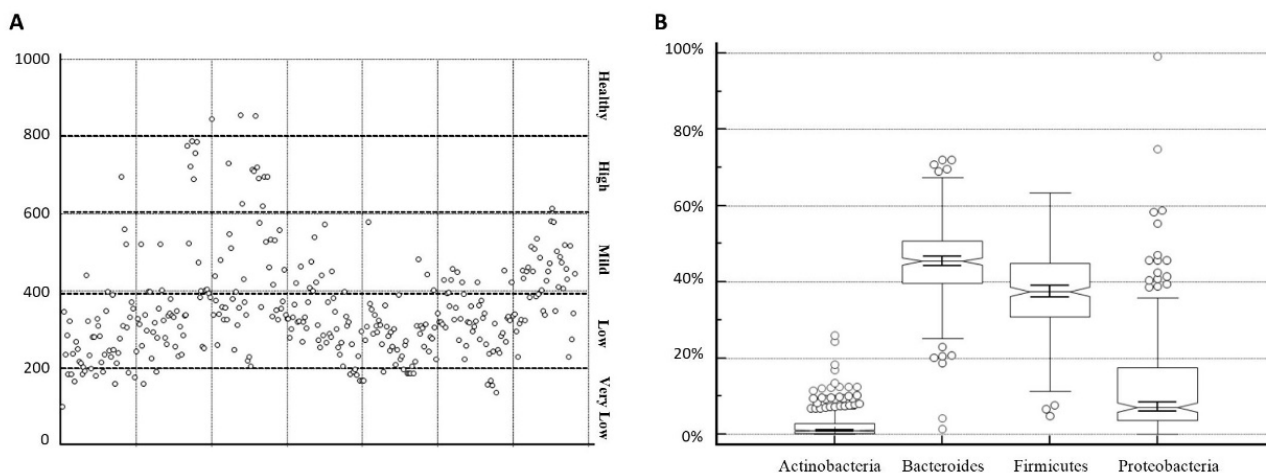 A
1000
800
600
400
200
0
Healthy
High
Mild
Low
Very Low
B
100%
80%
60%
40%
20%
0%
Actinobacteria
Bacteroides
Firmicutes
Proteobacteria